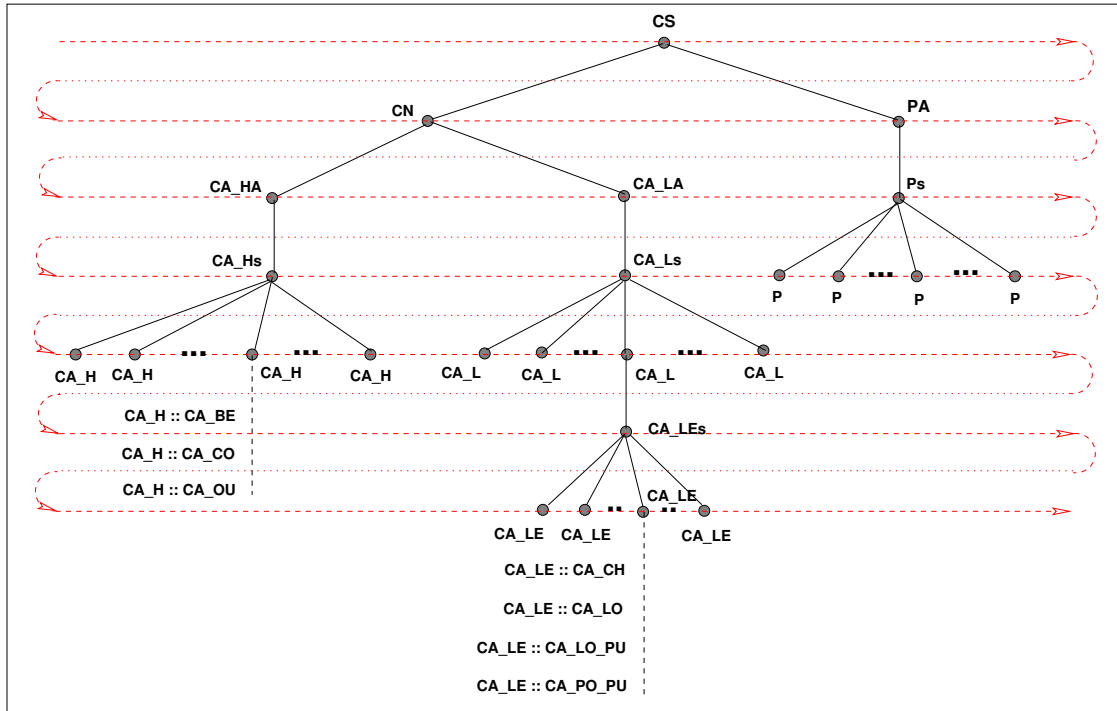 CS
CN
PA
CA_HA
CA_LA
Ps
CA_Hs
CA_Ls
P P P P
CA_H CA_H CA_H CA_H CA_L CA_L CA_L CA_L
CA_H :: CA_BE
CA_LEs
CA_H :: CA_CO
CA_H :: CA_OU
CA_LE
CA_LE CA_LE CA_LE
CA_LE :: CA_CH
CA_LE :: CA_LO
CA_LE :: CA_LO_PU
CA_LE :: CA_PO_PU